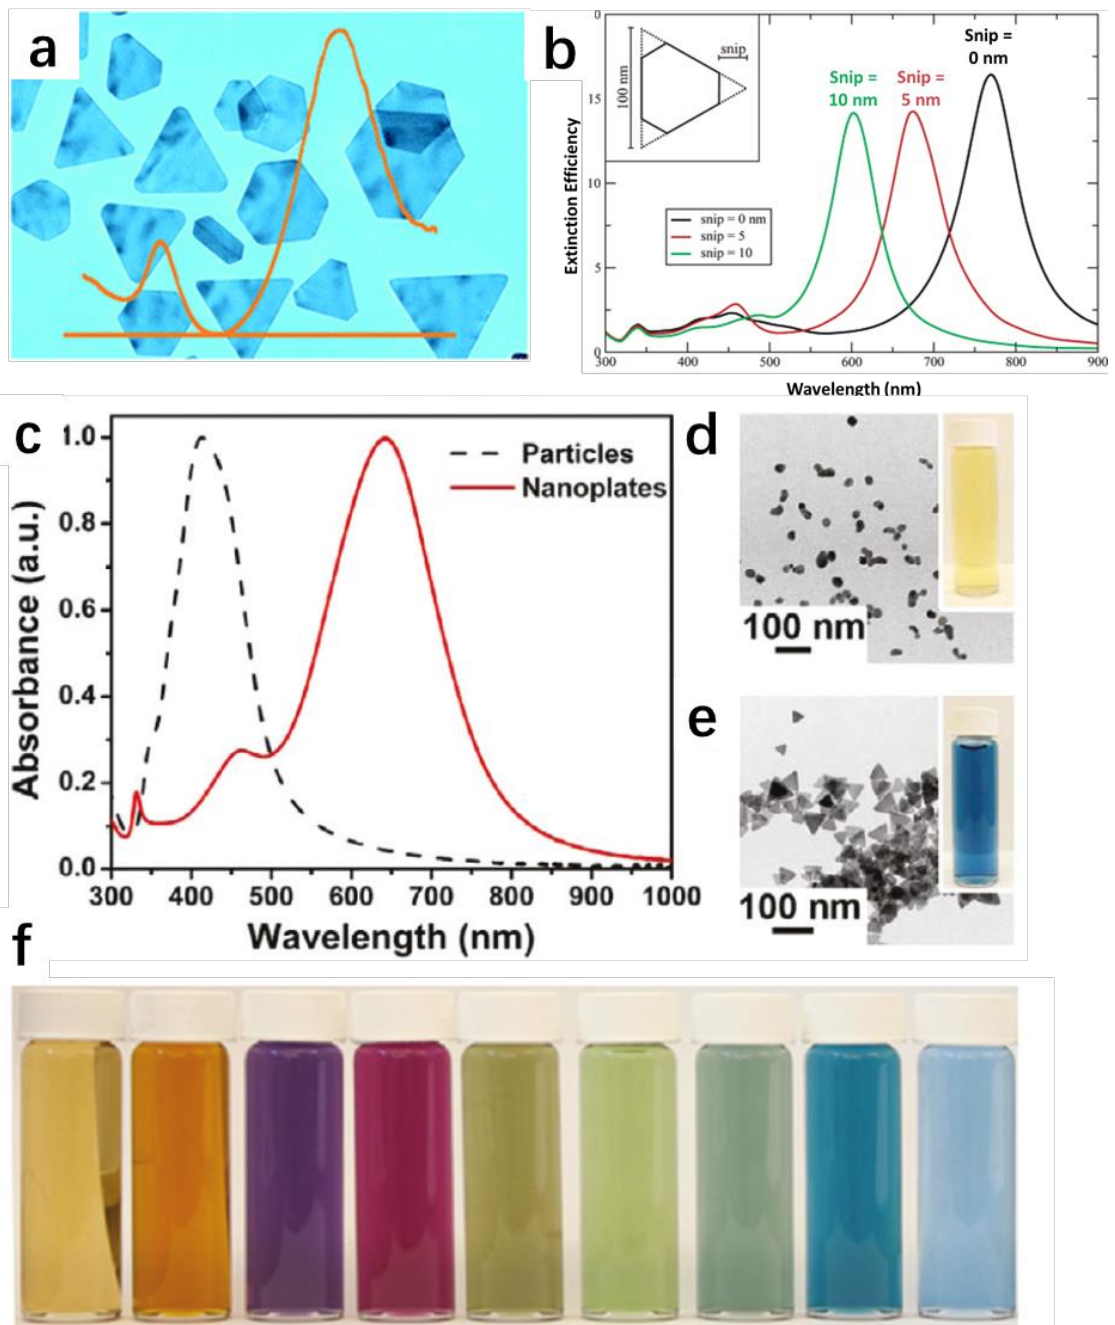 a
b
0
15
10
5
0
Extinction Efficiency
100 nm
snip
Snip =
10 nm
Snip =
5 nm
Snip =
0 nm
snip = 0 nm
snip = 5
snip = 10
300 400 500 600 700 800 900
Wavelength (nm)
c
1.0
0.8
0.6
0.4
0.2
0.0
Absorbance (a.u.)
Particles
Nanoplates
300 400 500 600 700 800 900 1000
Wavelength (nm)
d
100 nm
e
100 nm
f